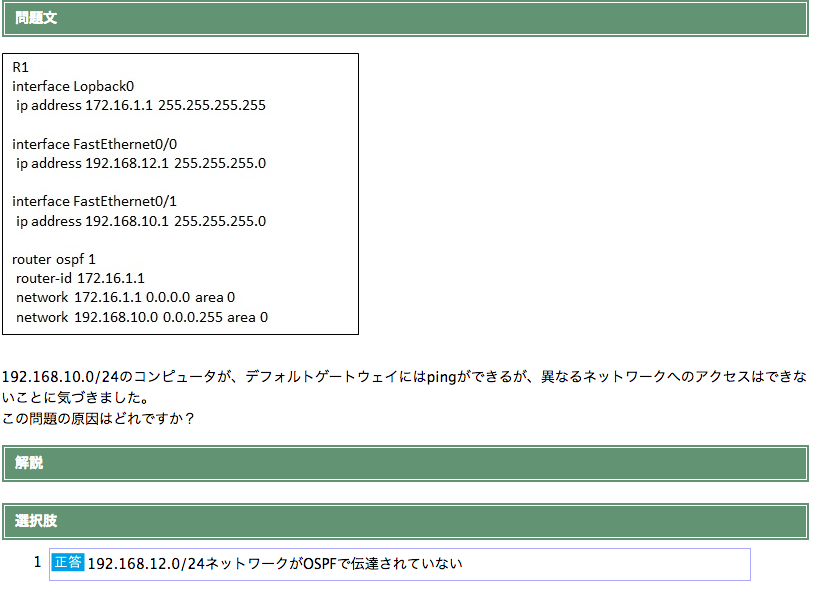 問題文
R1
interface Lopback0
ip address 172.16.1.1 255.255.255.255
interface FastEthernet0/0
ip address 192.168.12.1 255.255.255.0
interface FastEthernet0/1
ip address 192.168.10.1 255.255.255.0
router ospf 1
router-id 172.16.1.1
network 172.16.1.1 0.0.0.0 area 0
network 192.168.10.0 0.0.0.255 area 0
192.168.10.0/24のコンピュータが、デフォルトゲートウェイにはpingができるが、異なるネットワークへのアクセスはできな
いことに気づきました。
この問題の原因はどれですか？
解説
選択肢
1 正答 192.168.12.0/24ネットワークがOSPFで伝達されていない